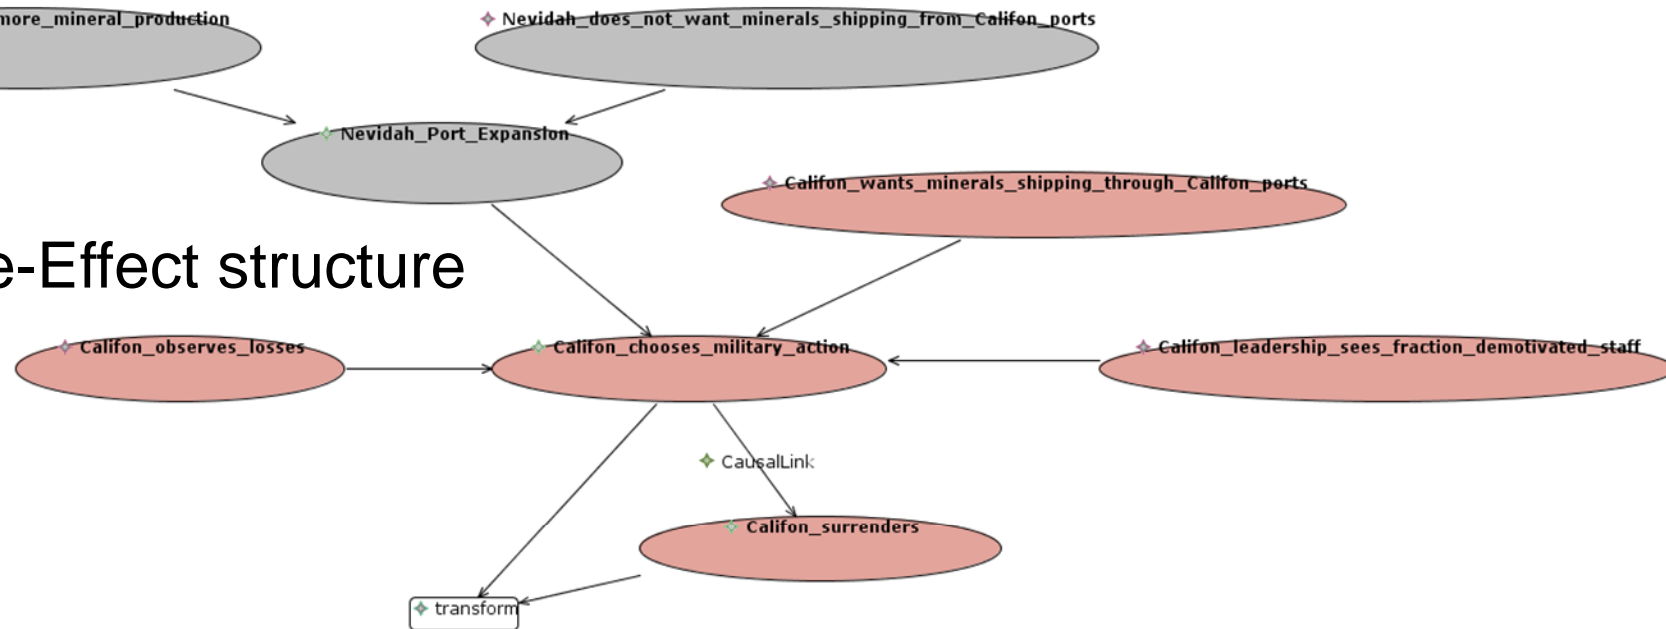 more_mineral_production
Nevidah_does_not_want_minerals_shipping_from_Califon_ports
Nevidah_Port_Expansion
Califon_wants_minerals_shipping_through_Califon_ports
e-Effect structure
Califon_observes_losses
Califon_chooses_military_action
Califon_leadership_sees_fraction_demotivated_staff
CausalLink
Califon_surrenders
transform